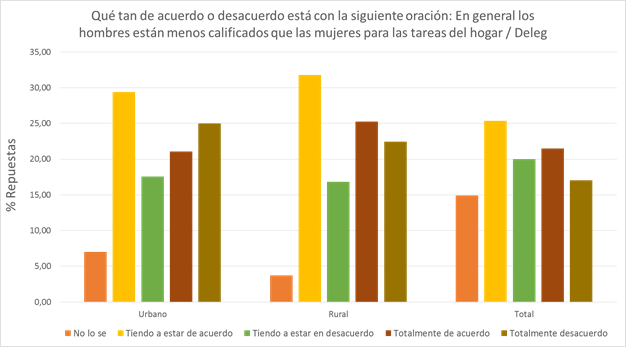 Qué tan de acuerdo o desacuerdo está con la siguiente oración: En general los
hombres están menos calificados que las mujeres para las tareas del hogar / Deleg
35,00
30,00
25,00
20,00
15,00
10,00
5,00
0,00
% Repuestas
Urbano Rural Total
No lo se Tiendo a estar de acuerdo Tiendo a estar en desacuerdo Totalmente de acuerdo Totalmente desacuerdo